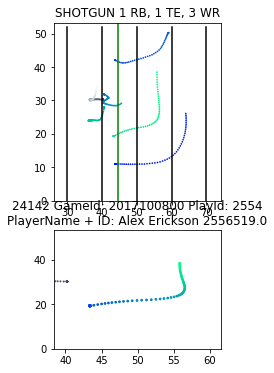 SHOTGUN 1 RB, 1 TE, 3 WR
50
40
30
20
10
0
30 40 50 60 70
24142 GameId: 2017100800 PlayId: 2554
PlayerName + ID: Alex Erickson 2556519.0
40
20
0
40 45 50 55 60